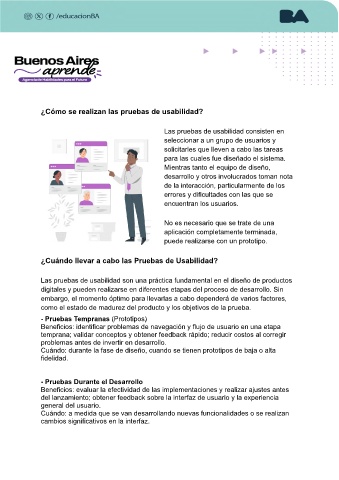 /educacionBA
BA
Buenos Aires
aprende
Agencia de Habilidades para el Futuro
¿Cómo se realizan las pruebas de usabilidad?
Las pruebas de usabilidad consisten en
seleccionar a un grupo de usuarios y
solicitarles que lleven a cabo las tareas
para las cuales fue diseñado el sistema.
Mientras tanto el equipo de diseño,
desarrollo y otros involucrados toman nota
de la interacción, particularmente de los
errores y dificultades con las que se
encuentran los usuarios.
No es necesario que se trate de una
aplicación completamente terminada,
puede realizarse con un prototipo.
¿Cuándo llevar a cabo las Pruebas de Usabilidad?
Las pruebas de usabilidad son una práctica fundamental en el diseño de productos
digitales y pueden realizarse en diferentes etapas del proceso de desarrollo. Sin
embargo, el momento óptimo para llevarlas a cabo dependerá de varios factores,
como el estado de madurez del producto y los objetivos de la prueba.
- Pruebas Tempranas (Prototipos)
Beneficios: identificar problemas de navegación y flujo de usuario en una etapa
temprana; validar conceptos y obtener feedback rápido; reducir costos al corregir
problemas antes de invertir en desarrollo.
Cuándo: durante la fase de diseño, cuando se tienen prototipos de baja o alta
fidelidad.
- Pruebas Durante el Desarrollo
Beneficios: evaluar la efectividad de las implementaciones y realizar ajustes antes
del lanzamiento; obtener feedback sobre la interfaz de usuario y la experiencia
general del usuario.
Cuándo: a medida que se van desarrollando nuevas funcionalidades o se realizan
cambios significativos en la interfaz.